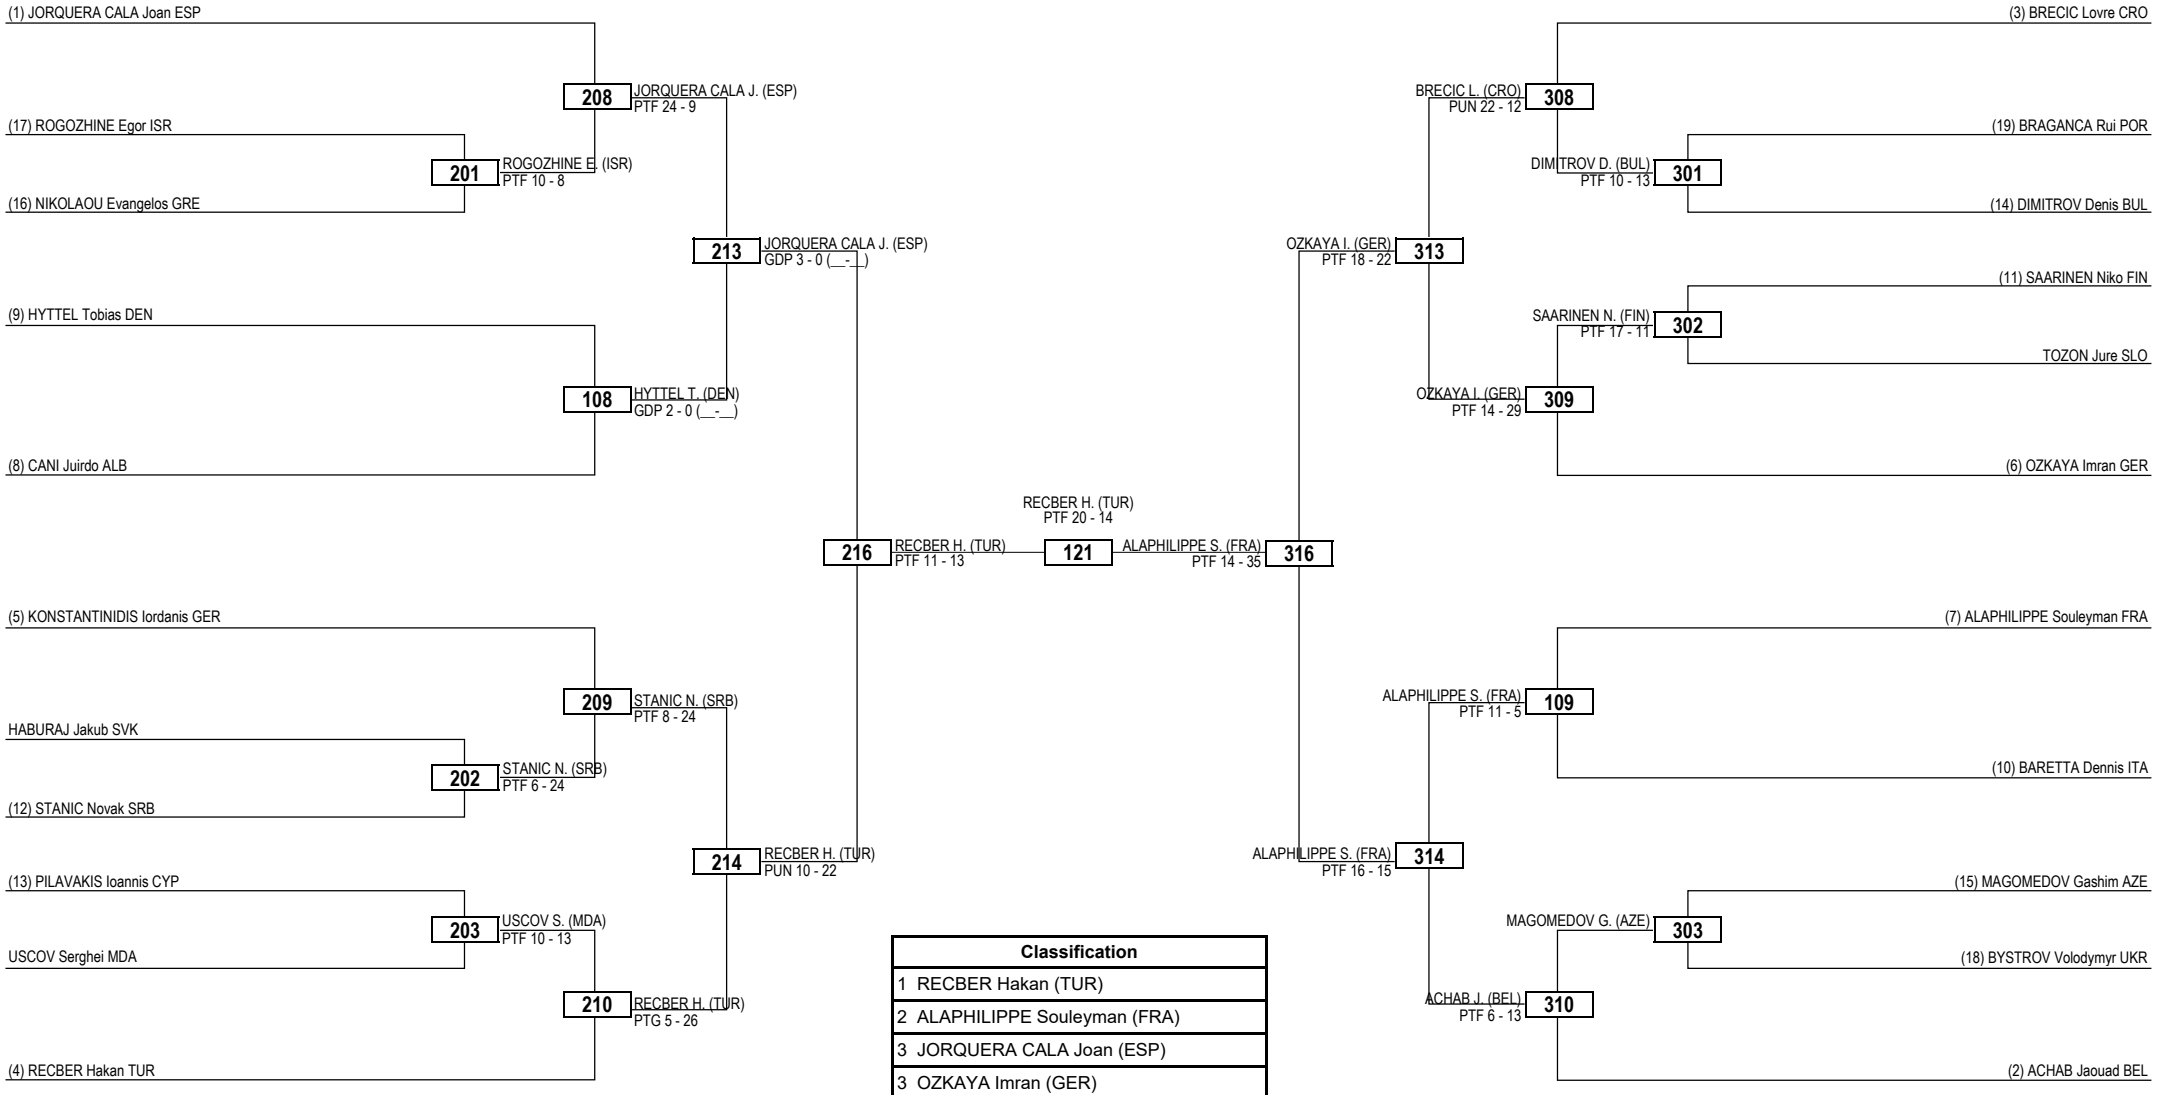 (1) JORQUERA CALA Joan ESP
208
JORQUERA CALA J. (ESP)
PTF 24 - 9
(17) ROGOZHINE Egor ISR
201
ROGOZHINE E. (ISR)
PTF 10 - 8
(16) NIKOLAOU Evangelos GRE
213
JORQUERA CALA J. (ESP)
GDP 3 - 0 (__-__)
(9) HYTTEL Tobias DEN
108
HYTTEL T. (DEN)
GDP 2 - 0 (__-__)
(8) CANI Juirdo ALB
216
RECBER H. (TUR)
PTF 11 - 13
(5) KONSTANTINIDIS Iordanis GER
209
STANIC N. (SRB)
PTF 8 - 24
HABURAJ Jakub SVK
202
STANIC N. (SRB)
PTF 6 - 24
(12) STANIC Novak SRB
214
RECBER H. (TUR)
PUN 10 - 22
(13) PILAVAKIS Ioannis CYP
203
USCOV S. (MDA)
PTF 10 - 13
USCOV Serghei MDA
210
RECBER H. (TUR)
PTG 5 - 26
(4) RECBER Hakan TUR
RECBER H. (TUR)
PTF 20 - 14
121
(3) BRECIC Lovre CRO
BRECIC L. (CRO)
PUN 22 - 12
308
(19) BRAGANCA Rui POR
DIMITROV D. (BUL)
PTF 10 - 13
301
(14) DIMITROV Denis BUL
OZKAYA I. (GER)
PTF 18 - 22
313
(11) SAARINEN Niko FIN
SAARINEN N. (FIN)
PTF 17 - 11
302
TOZON Jure SLO
OZKAYA I. (GER)
PTF 14 - 29
309
(6) OZKAYA Imran GER
ALAPHILIPPE S. (FRA)
PTF 14 - 35
316
(7) ALAPHILIPPE Souleyman FRA
ALAPHILIPPE S. (FRA)
PTF 11 - 5
109
(10) BARETTA Dennis ITA
ALAPHILIPPE S. (FRA)
PTF 16 - 15
314
(15) MAGOMEDOV Gashim AZE
MAGOMEDOV G. (AZE)
303
(18) BYSTROV Volodymyr UKR
ACHAB J. (BEL)
PTF 6 - 13
310
(2) ACHAB Jaouad BEL
Classification
1 RECBER Hakan (TUR)
2 ALAPHILIPPE Souleyman (FRA)
3 JORQUERA CALA Joan (ESP)
3 OZKAYA Imran (GER)